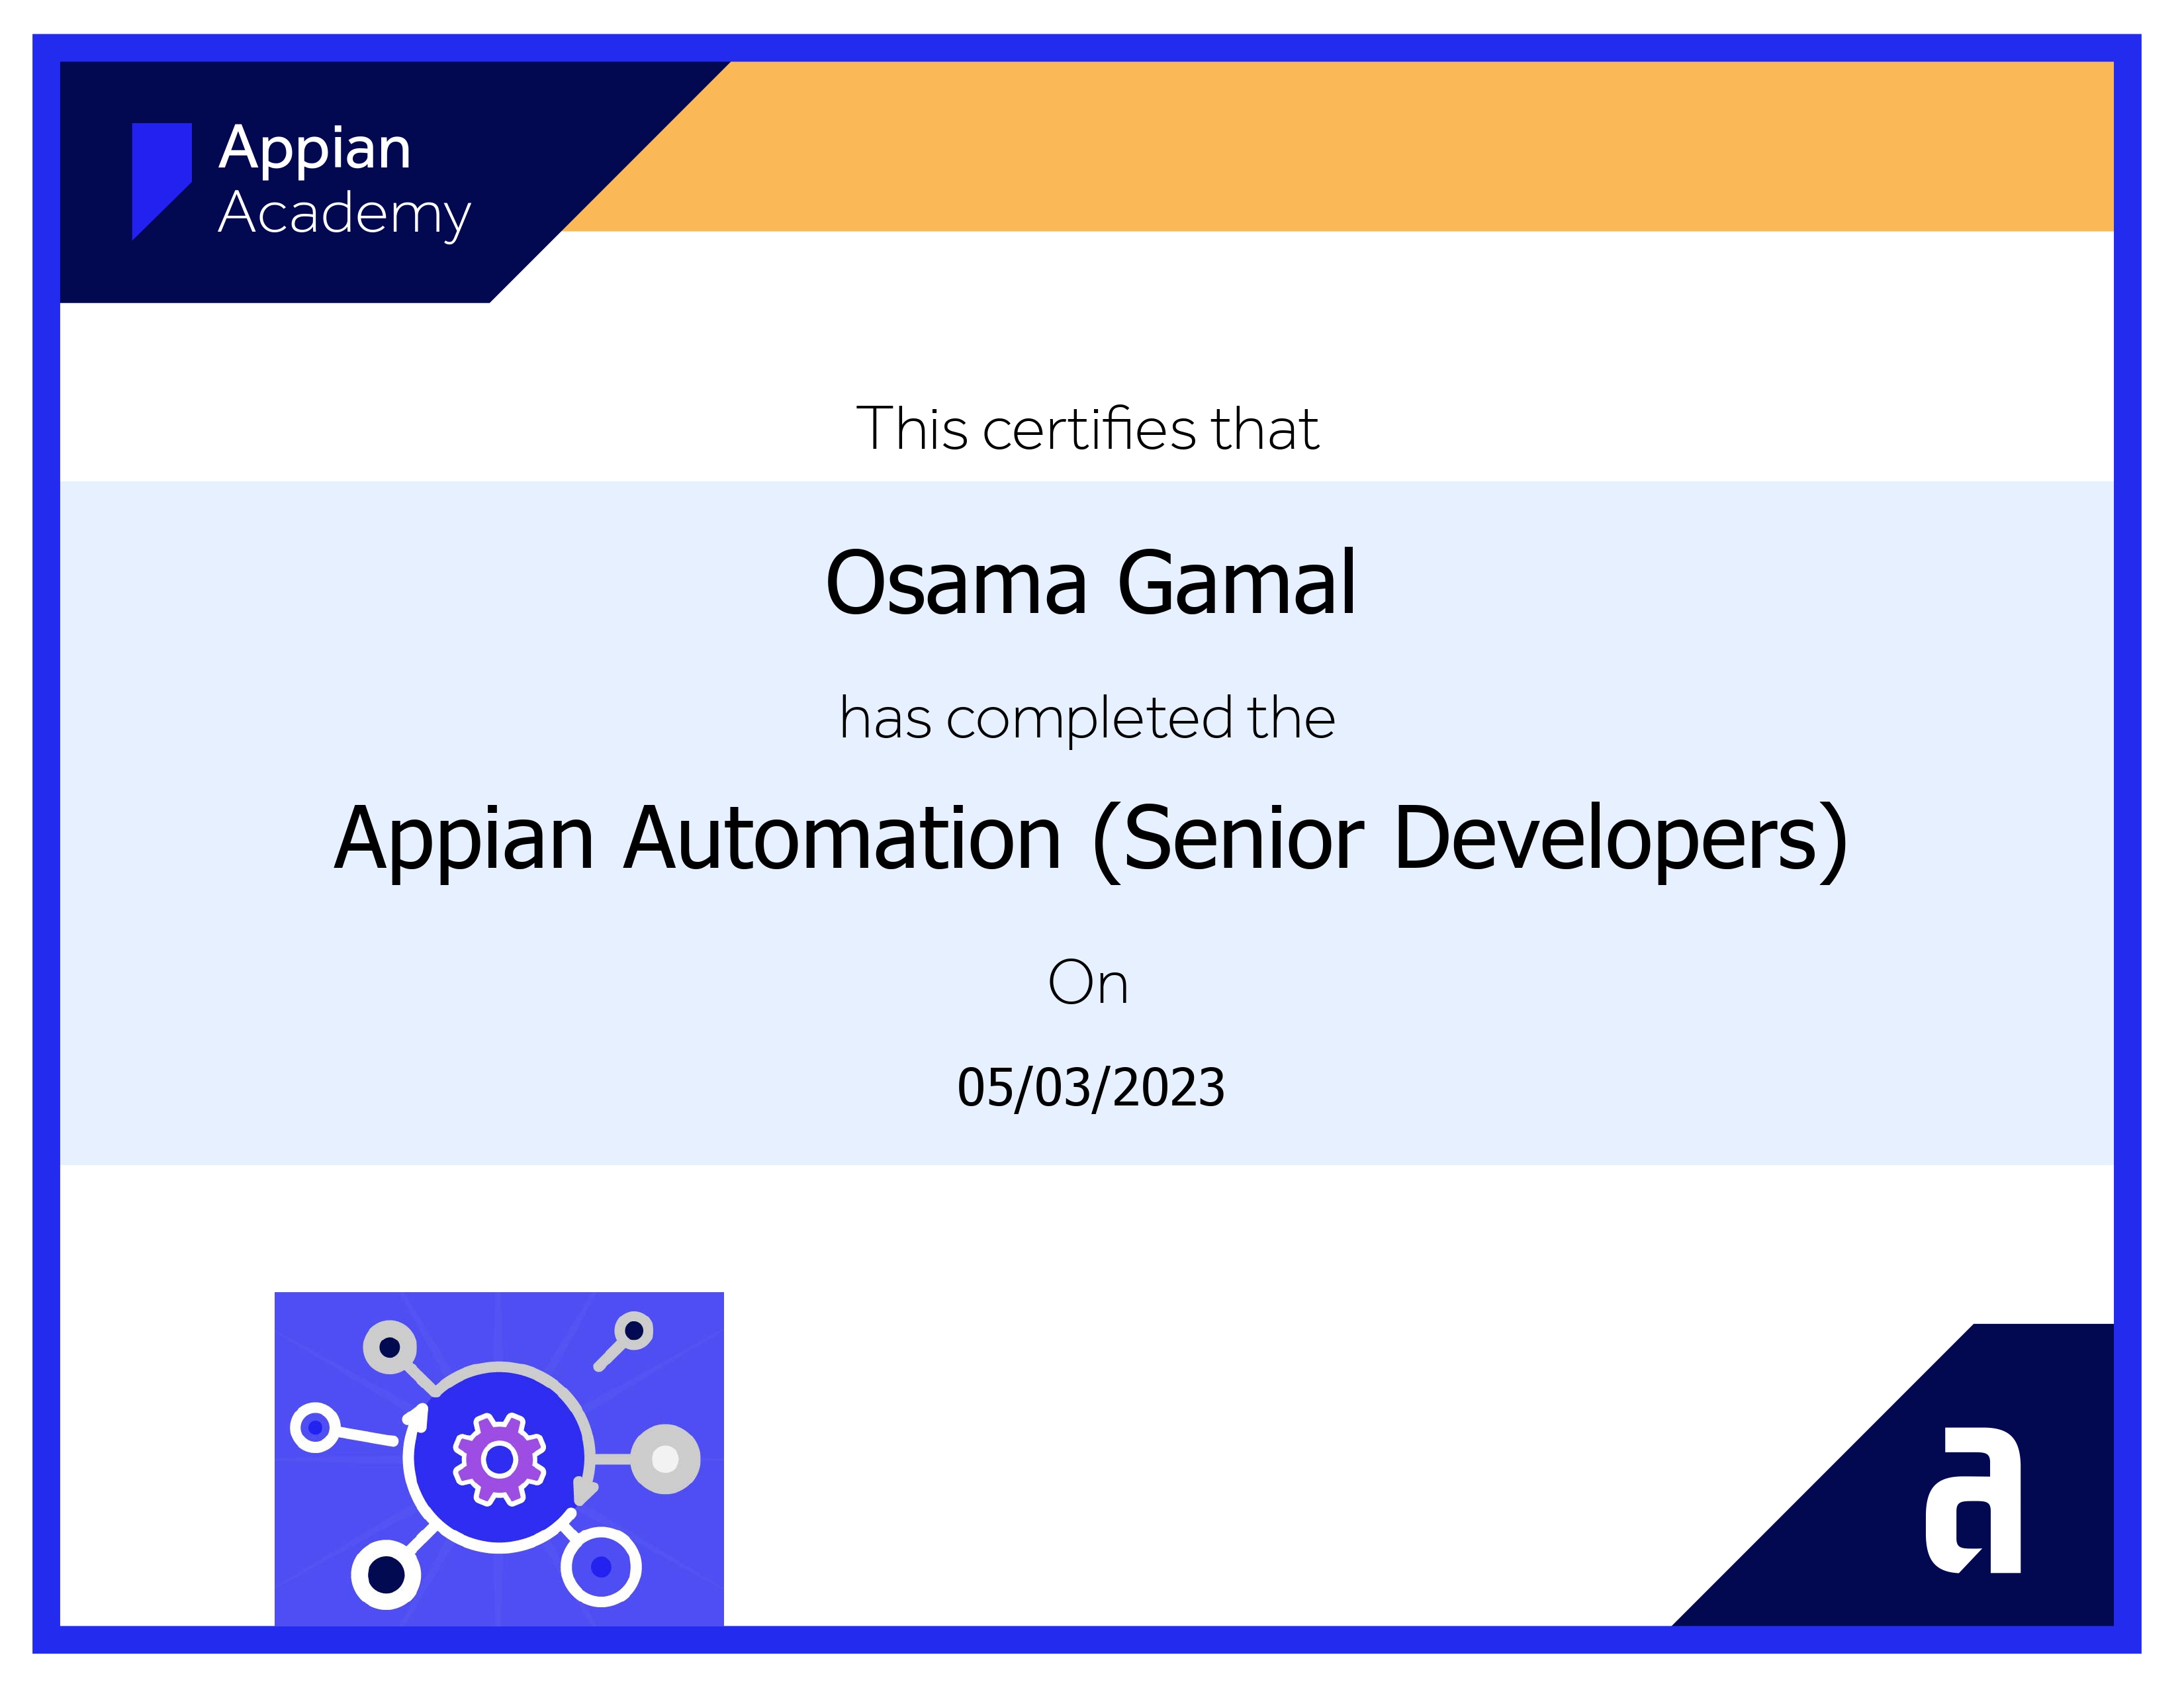 Appian
Academy
This certifies that
Osama Gamal
has completed the
Appian Automation (Senior Developers)
On
05/03/2023
a